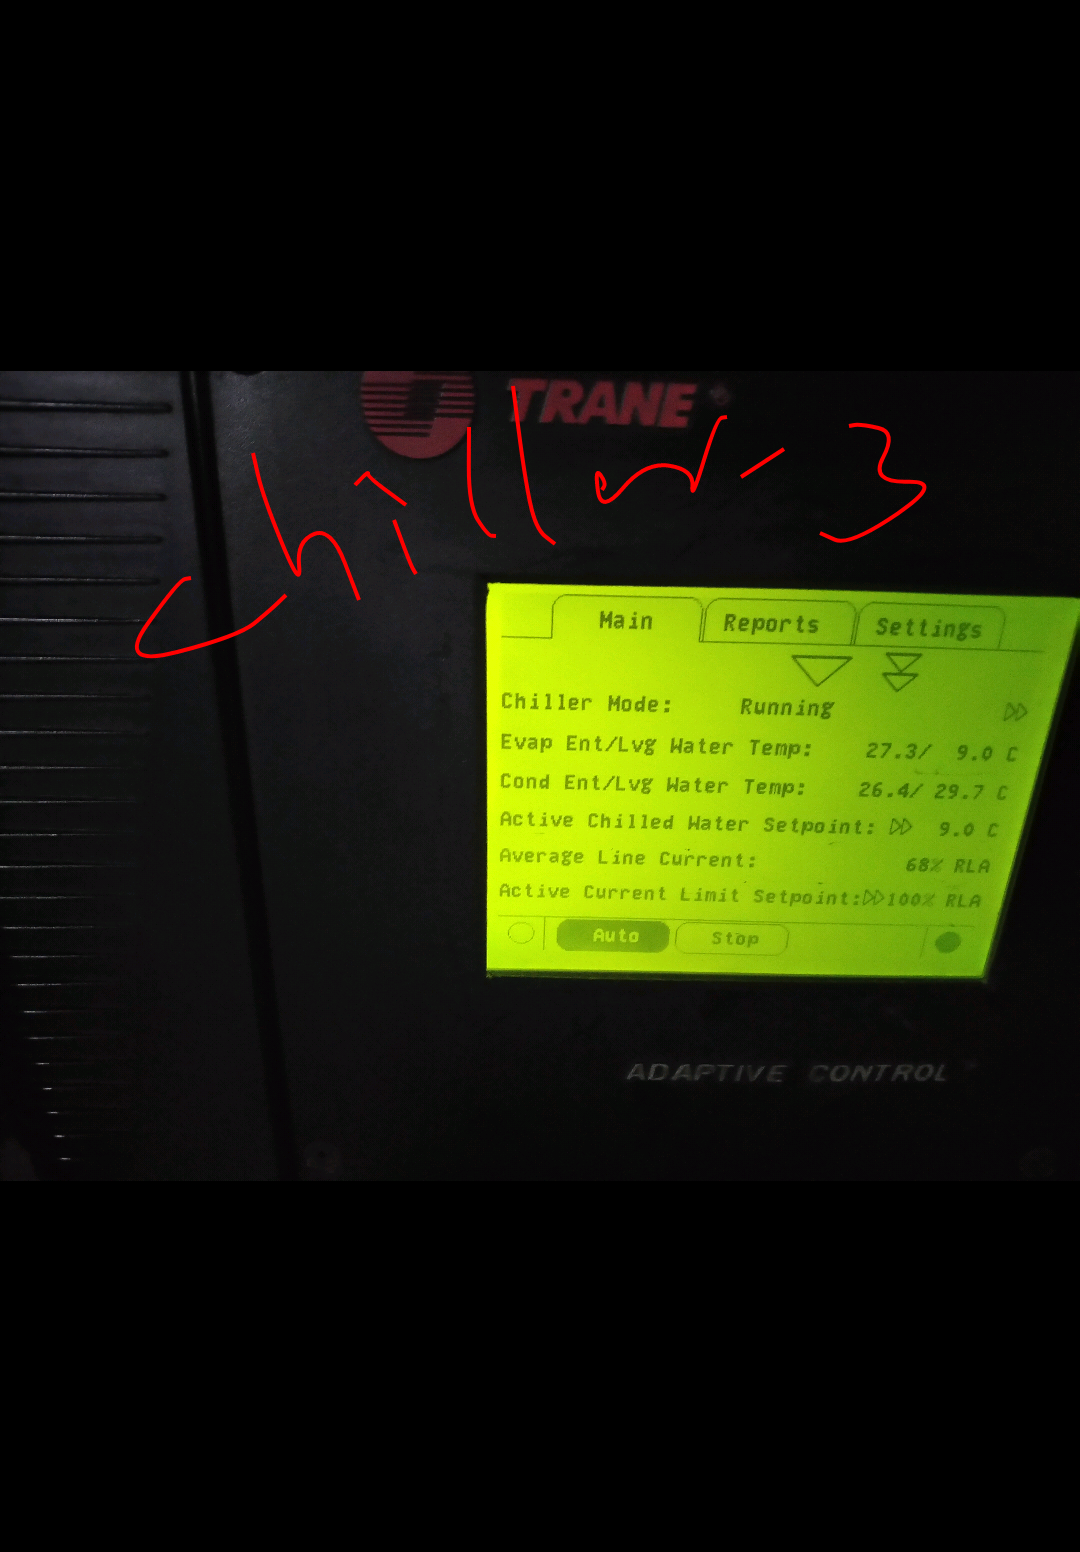 TRANE
Chiller-3
Main Reports Settings
Chiller Mode: Running
Evap Ent/Lvg Water Temp: 27.3/ 9.0 C
Cond Ent/Lvg Water Temp: 26.4/ 29.7 C
Active Chilled Water Setpoint: 9.0 C
Average Line Current: 68% RLA
Active Current Limit Setpoint: 100% RLA
Auto Stop
ADAPTIVE CONTROL